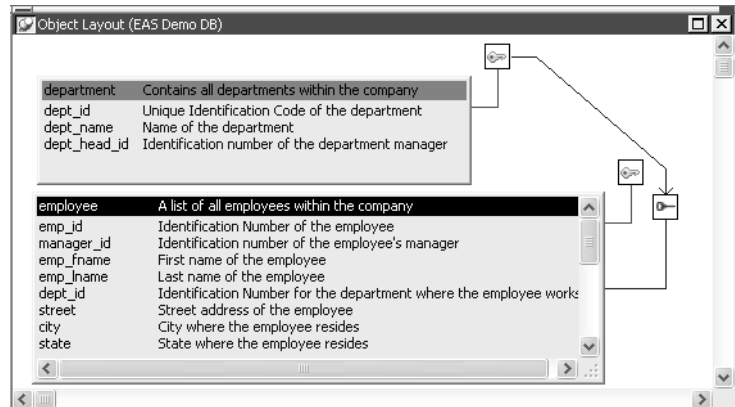 Object Layout (EAS Demo DB)
department Contains all departments within the company
dept_id Unique Identification Code of the department
dept_name Name of the department
dept_head_id Identification number of the department manager
employee A list of all employees within the company
emp_id Identification Number of the employee
manager_id Identification number of the employee's manager
emp_fname First name of the employee
emp_lname Last name of the employee
dept_id Identification Number for the department where the employee works
street Street address of the employee
city City where the employee resides
state State where the employee resides